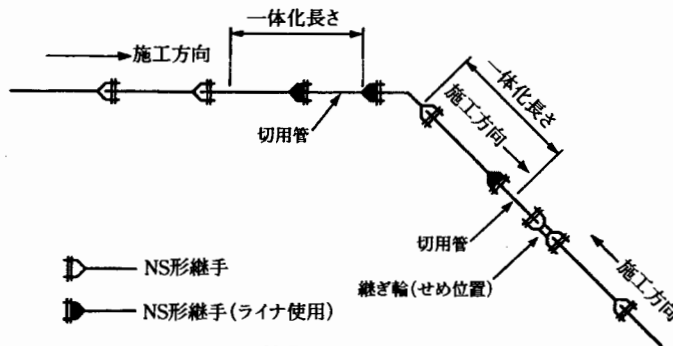 一体化長さ
施工方向
切用管
一体化長さ
施工方向
切用管
継ぎ輪(せめ位置)
施工方向
NS形継手
NS形継手(ライナ使用)